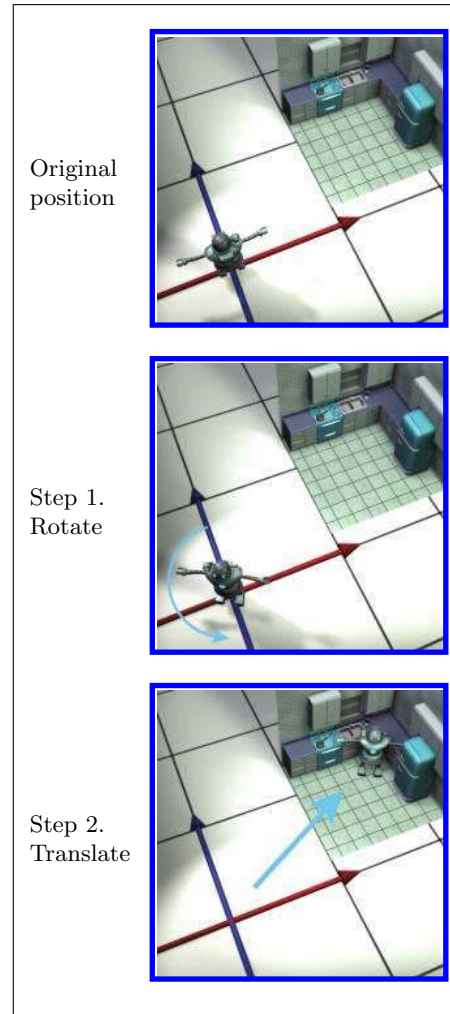 Original
position
Step 1.
Rotate
Step 2.
Translate